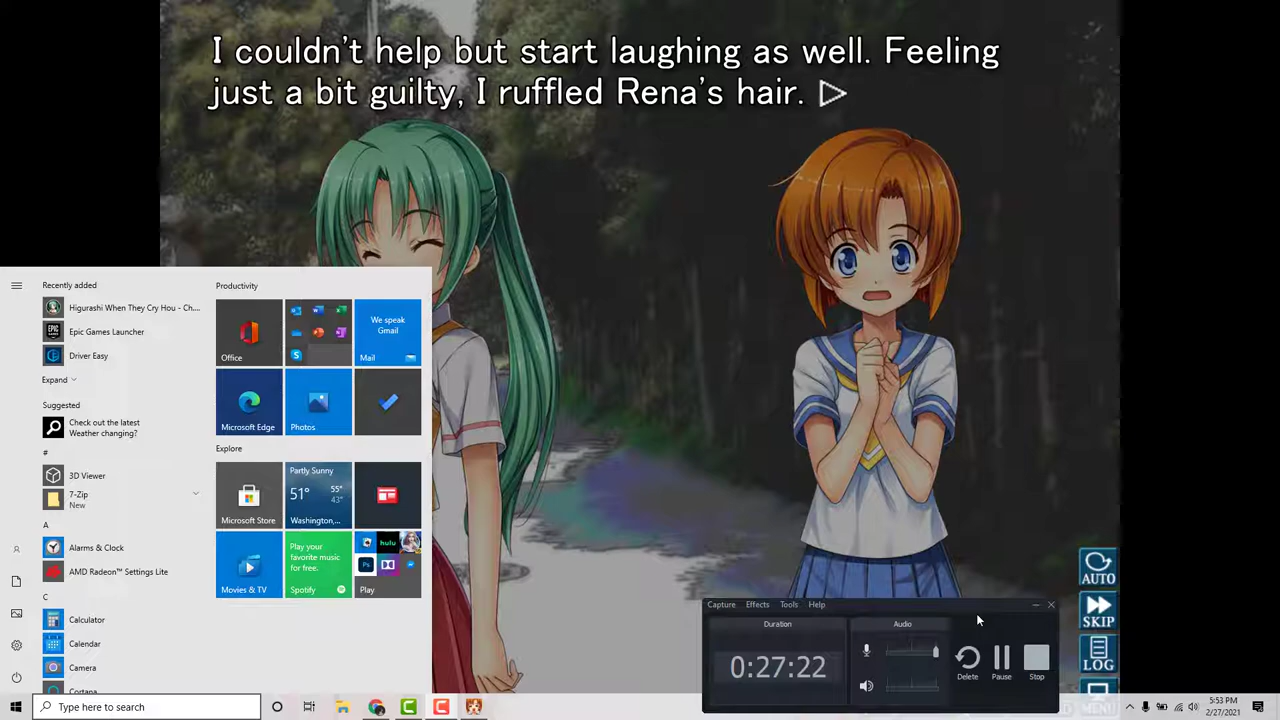 I couldn't help but start laughing as well. Feeling
just a bit guilty, I ruffled Rena's hair.
Recently added
Higurashi When They Cry Hou - Ch...
Epic Games Launcher
Driver Easy
Expand
Suggested
Check out the latest
Weather changing?
#
3D Viewer
7-Zip
New
A
Alarms & Clock
AMD Radeon™ Settings Lite
C
Calculator
Calendar
Camera
Cortana
Productivity
Office
We speak
Gmail
Mail
Microsoft Edge
Photos
Explore
Microsoft Store
Partly Sunny
51° 55°
43°
Washington,...
Movies & TV
Play your
favorite music
for free.
Spotify
hulu
Ps
Play
Capture Effects Tools Help
Duration
Audio
0:27:22
Delete Pause Stop
AUTO
SKIP
LOG
MENU
Type here to search
5:53 PM
2/27/2021